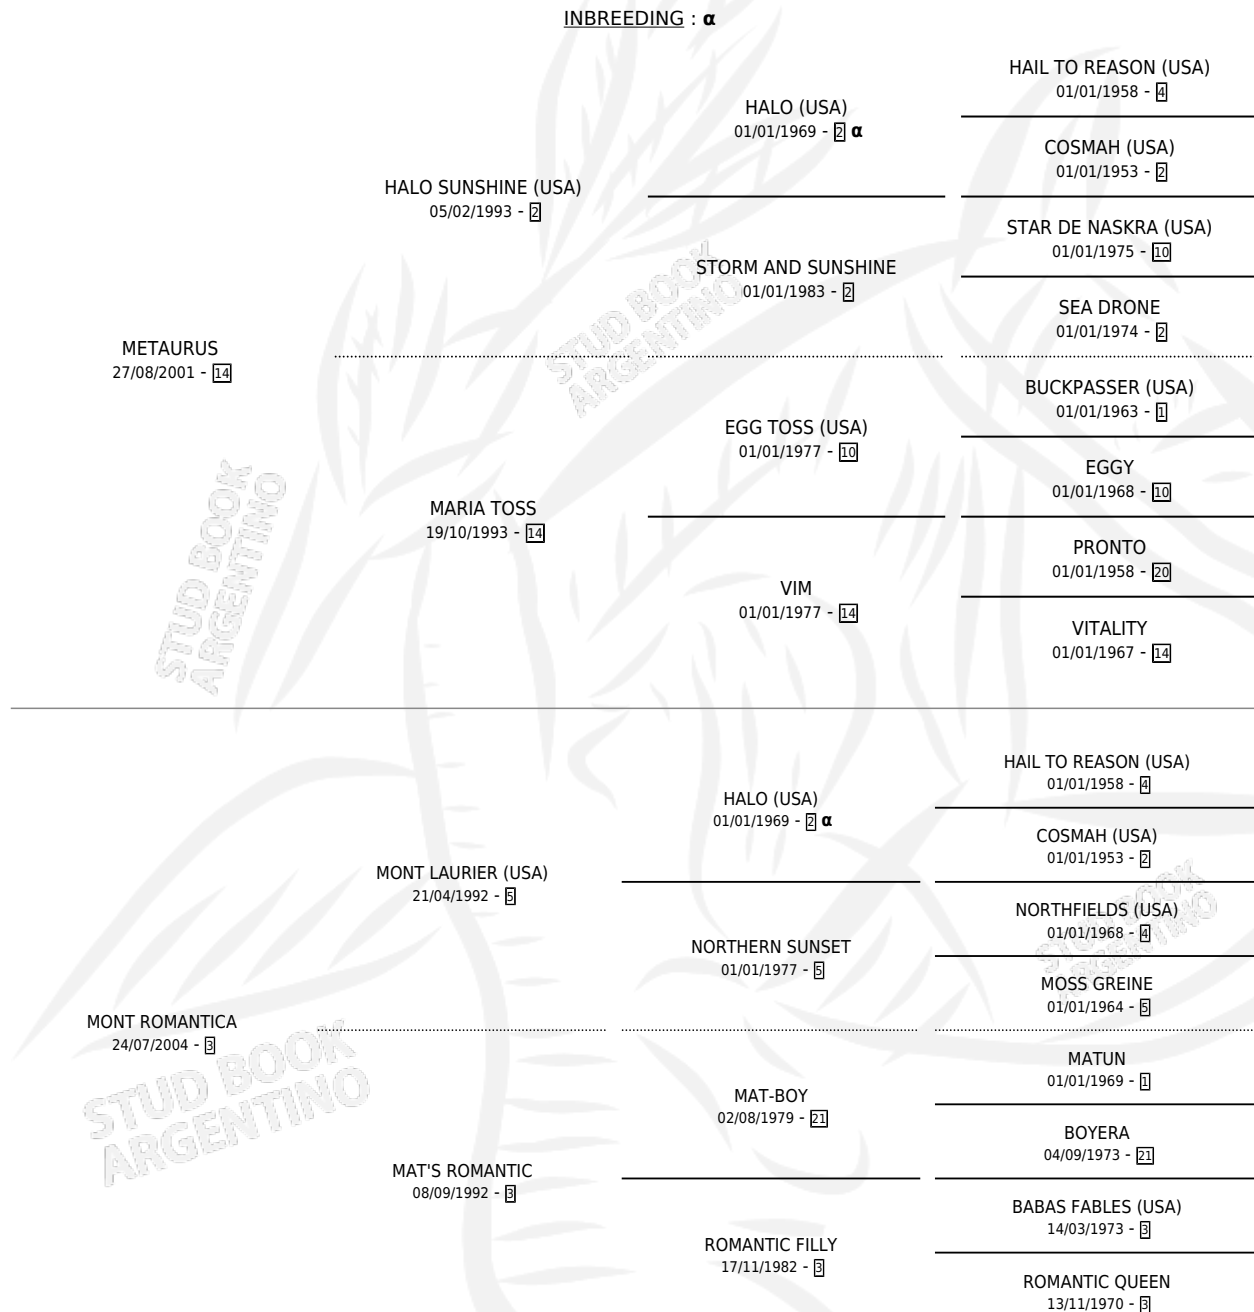 INBREEDING : α
HAIL TO REASON (USA)
01/01/1958 - 4
HALO (USA)
01/01/1969 - 2 α
COSMAH (USA)
01/01/1953 - 2
HALO SUNSHINE (USA)
05/02/1993 - 2
STAR DE NASKRA (USA)
01/01/1975 - 10
STORM AND SUNSHINE
01/01/1983 - 2
SEA DRONE
01/01/1974 - 2
METAURUS
27/08/2001 - 14
BUCKPASSER (USA)
01/01/1963 - 1
EGG TOSS (USA)
01/01/1977 - 10
EGGY
01/01/1968 - 10
MARIA TOSS
19/10/1993 - 14
PRONTO
01/01/1958 - 20
VIM
01/01/1977 - 14
VITALITY
01/01/1967 - 14
HAIL TO REASON (USA)
01/01/1958 - 4
HALO (USA)
01/01/1969 - 2 α
COSMAH (USA)
01/01/1953 - 2
MONT LAURIER (USA)
21/04/1992 - 5
NORTHFIELDS (USA)
01/01/1968 - 4
NORTHERN SUNSET
01/01/1977 - 5
MOSS GREINE
01/01/1964 - 5
MONT ROMANTICA
24/07/2004 - 3
MATUN
01/01/1969 - 1
MAT-BOY
02/08/1979 - 21
BOYERA
04/09/1973 - 21
MAT'S ROMANTIC
08/09/1992 - 3
BABAS FABLES (USA)
14/03/1973 - 3
ROMANTIC FILLY
17/11/1982 - 3
ROMANTIC QUEEN
13/11/1970 - 3
STUD BOOK
ARGENTINO
STUD BOOK
ARGENTINO
STUD BOOK
ARGENTINO
STUD BOOK
ARGENTINO